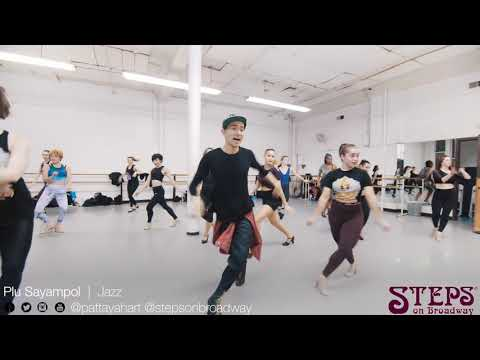 Plu Sayampol | Jazz
@pattayahart @stepsonbroadway
STEPS
on Broadway